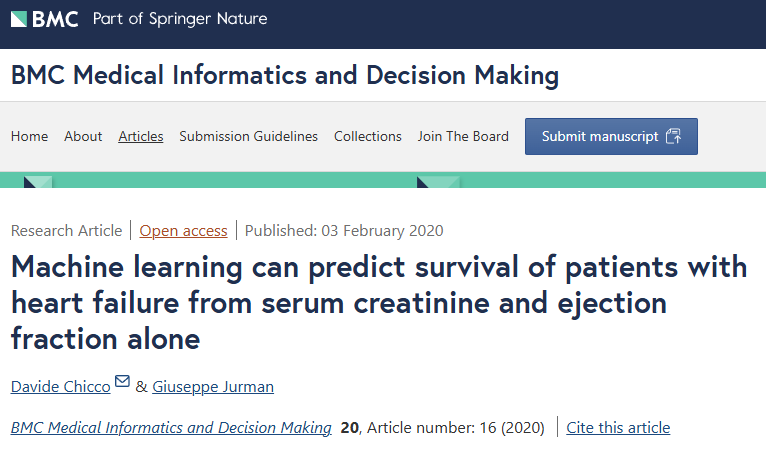 BMC Part of Springer Nature
BMC Medical Informatics and Decision Making
Home About Articles Submission Guidelines Collections Join The Board Submit manuscript
Research Article Open access Published: 03 February 2020
Machine learning can predict survival of patients with
heart failure from serum creatinine and ejection
fraction alone
Davide Chicco & Giuseppe Jurman
BMC Medical Informatics and Decision Making 20, Article number: 16 (2020) Cite this article